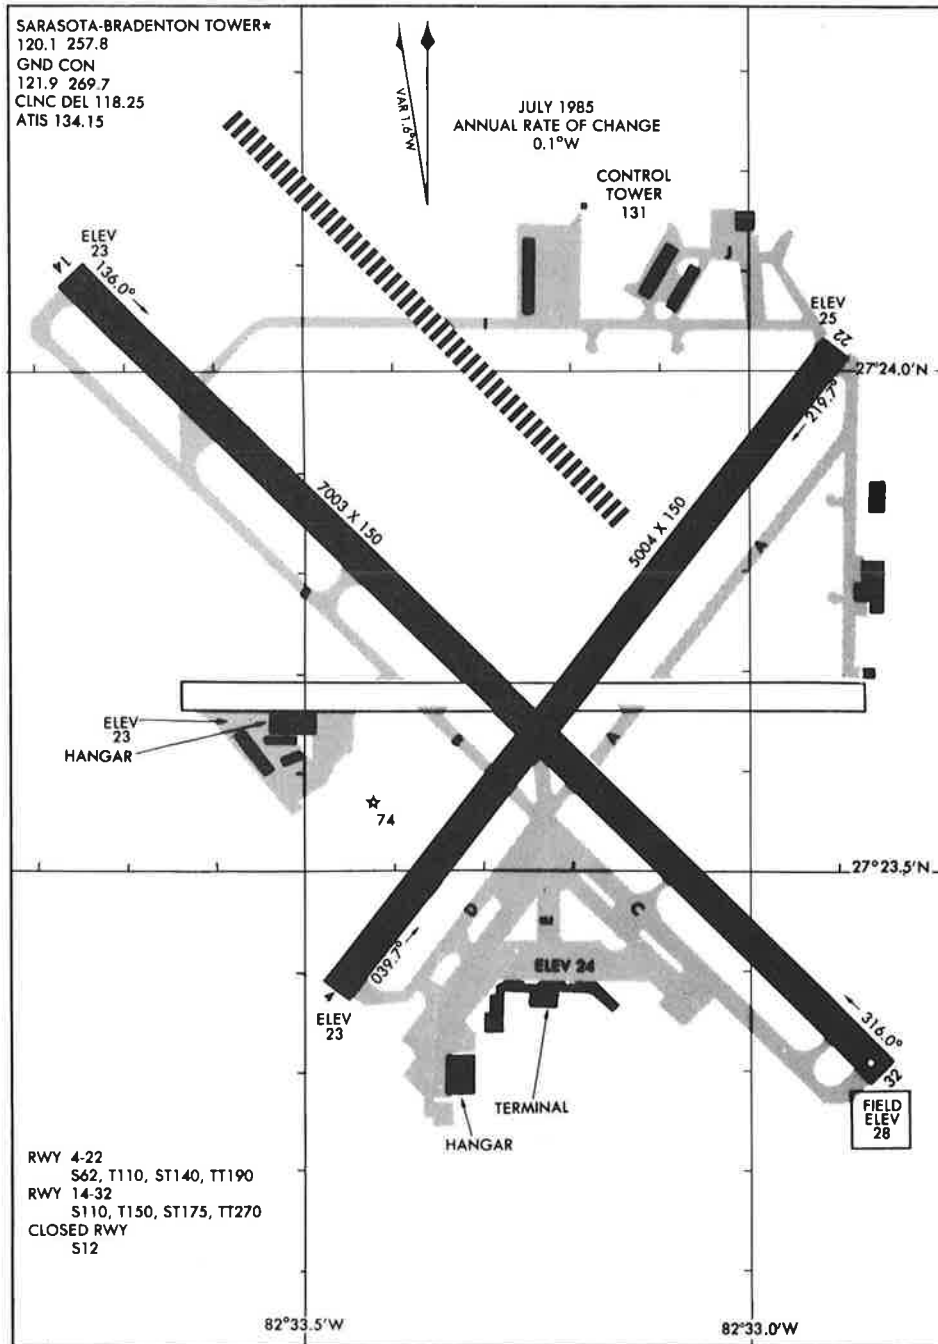 SARASOTA-BRADENTON TOWER★
120.1 257.8
GND CON
121.9 269.7
CLNC DEL 118.25
ATIS 134.15
VAR 1.6°W
JULY 1985
ANNUAL RATE OF CHANGE
0.1°W
CONTROL
TOWER
131
J
ELEV
23
14
136.0°
I
ELEV
25
22
27°24.0'N
219.7°
7003 X 150
5004 X 150
A
B
ELEV
23
HANGAR
B
A
74
27°23.5'N
D
E
C
039.7°
ELEV 24
4
ELEV
23
316.0°
32
TERMINAL
HANGAR
FIELD
ELEV
28
RWY 4-22
S62, T110, ST140, TT190
RWY 14-32
S110, T150, ST175, TT270
CLOSED RWY
S12
82°33.5'W
82°33.0'W